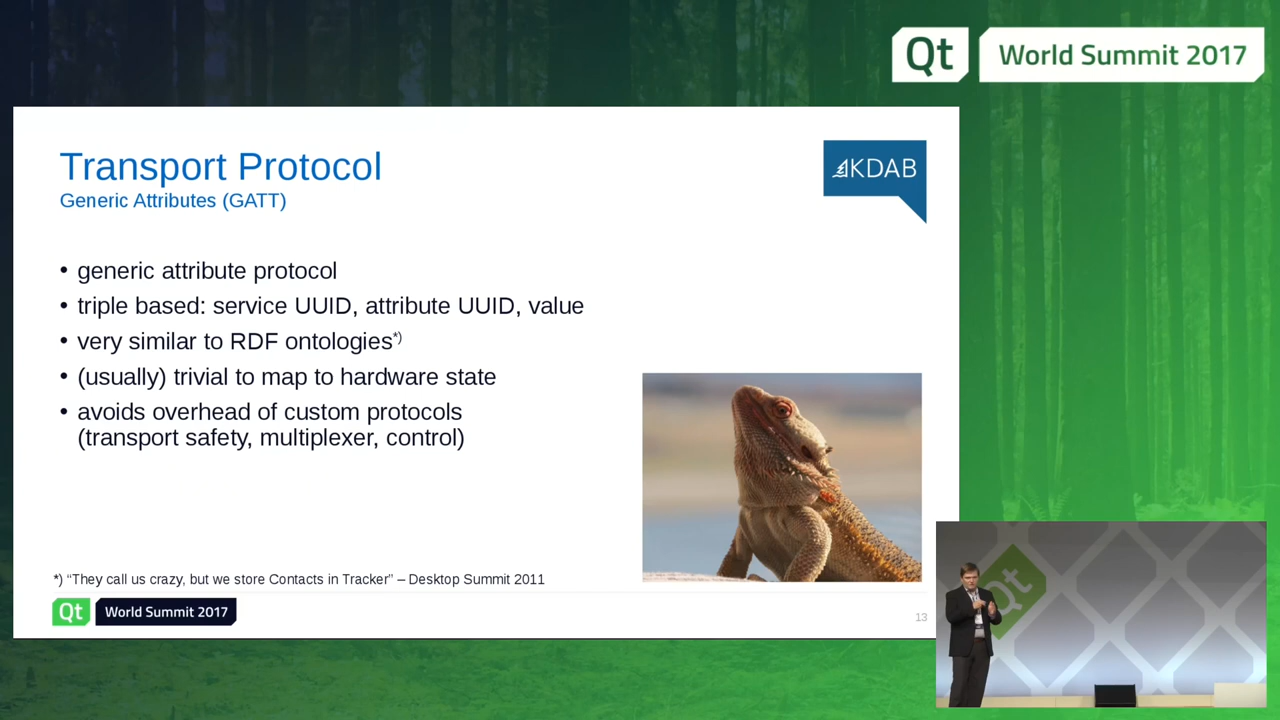 Qt World Summit 2017
Transport Protocol
Generic Attributes (GATT)
KDAB
• generic attribute protocol
• triple based: service UUID, attribute UUID, value
• very similar to RDF ontologies*)
• (usually) trivial to map to hardware state
• avoids overhead of custom protocols
(transport safety, multiplexer, control)
*) “They call us crazy, but we store Contacts in Tracker” – Desktop Summit 2011
Qt World Summit 2017
13
Qt